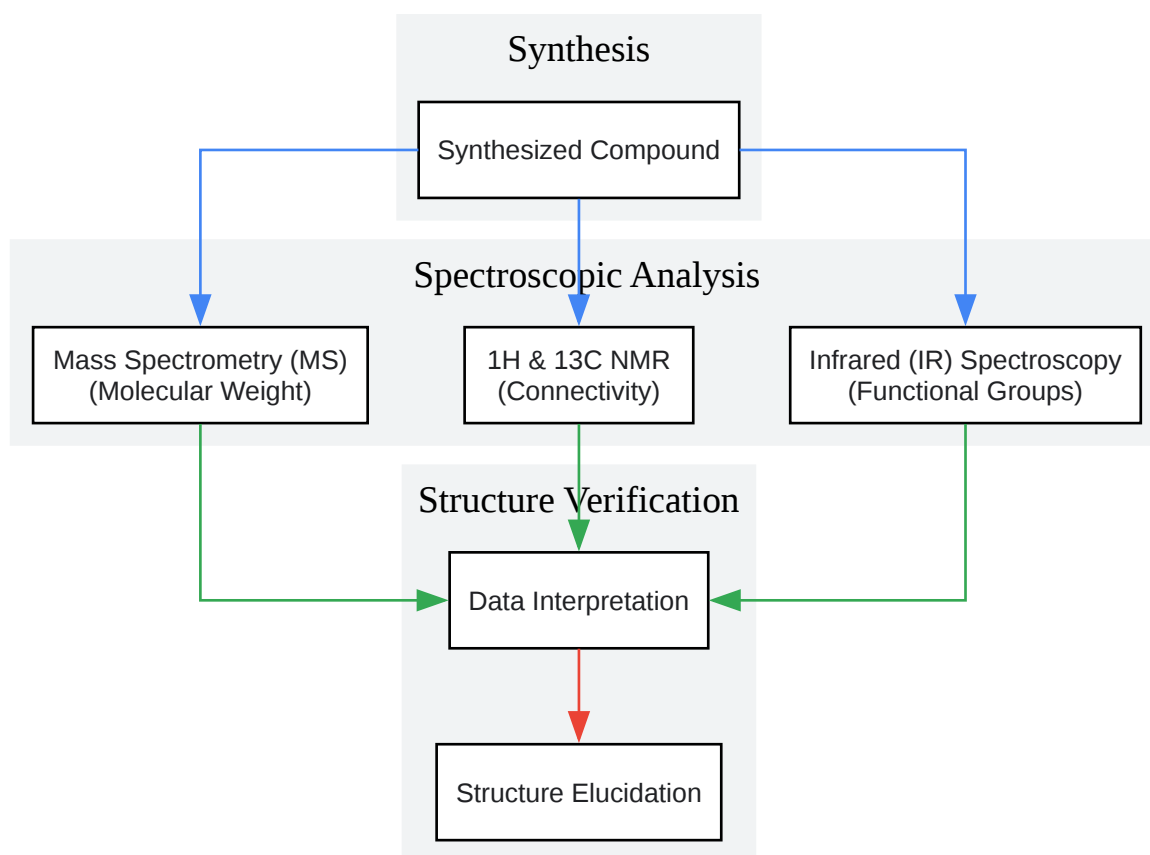 Synthesis
Synthesized Compound
Spectroscopic Analysis
Mass Spectrometry (MS)
(Molecular Weight)
1H & 13C NMR
(Connectivity)
Infrared (IR) Spectroscopy
(Functional Groups)
Structure Verification
Data Interpretation
Structure Elucidation